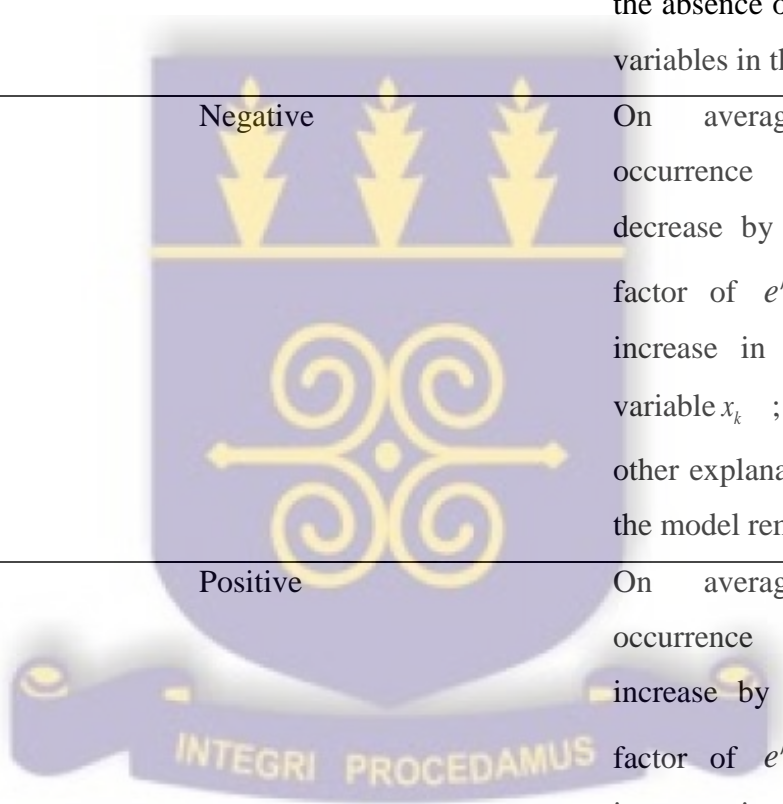 the absence o
variables in th
Negative
On averag
occurrence
decrease by
factor of e
increase in
variable x_k ;
other explana
the model rer
Positive
On averag
occurrence
increase by
factor of e
INTEGRI PROCEDAMUS